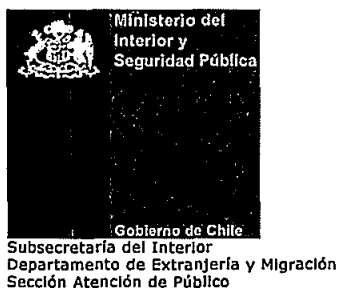 Ministerio del
Interior y
Seguridad Pública
Gobierno de Chile
Subsecretaría del Interior
Departamento de Extranjería y Migración
Sección Atención de Público